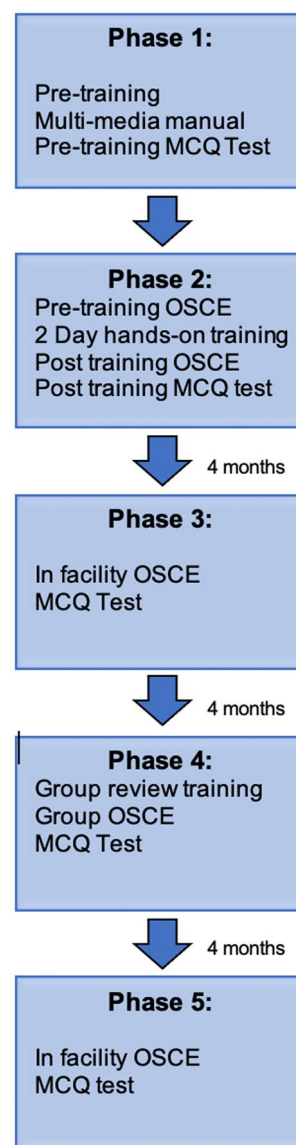 Phase 1:
Pre-training
Multi-media manual
Pre-training MCQ Test
Phase 2:
Pre-training OSCE
2 Day hands-on training
Post training OSCE
Post training MCQ test
4 months
Phase 3:
In facility OSCE
MCQ Test
4 months
Phase 4:
Group review training
Group OSCE
MCQ Test
4 months
Phase 5:
In facility OSCE
MCQ test